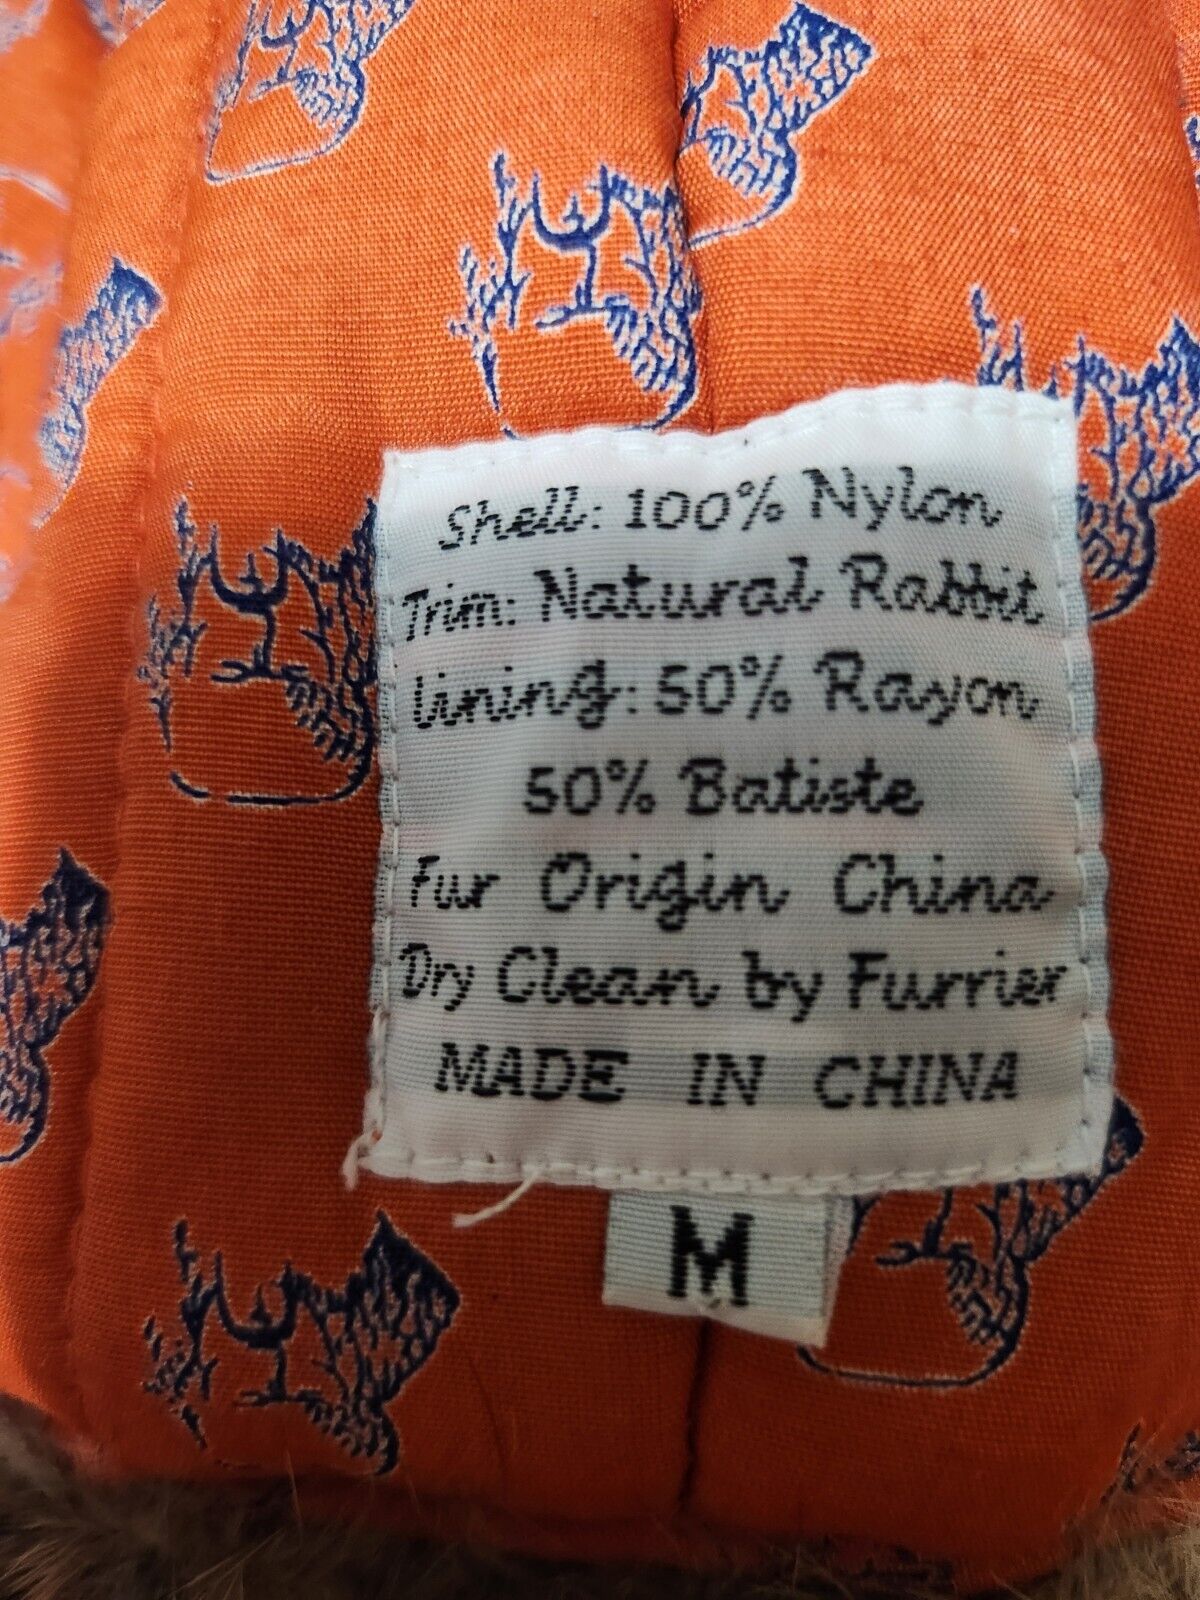 Shell: 100% Nylon
Trim: Natural Rabbit
Lining: 50% Rayon
50% Batiste
Fur Origin China
Dry Clean by Furrier
MADE IN CHINA
M